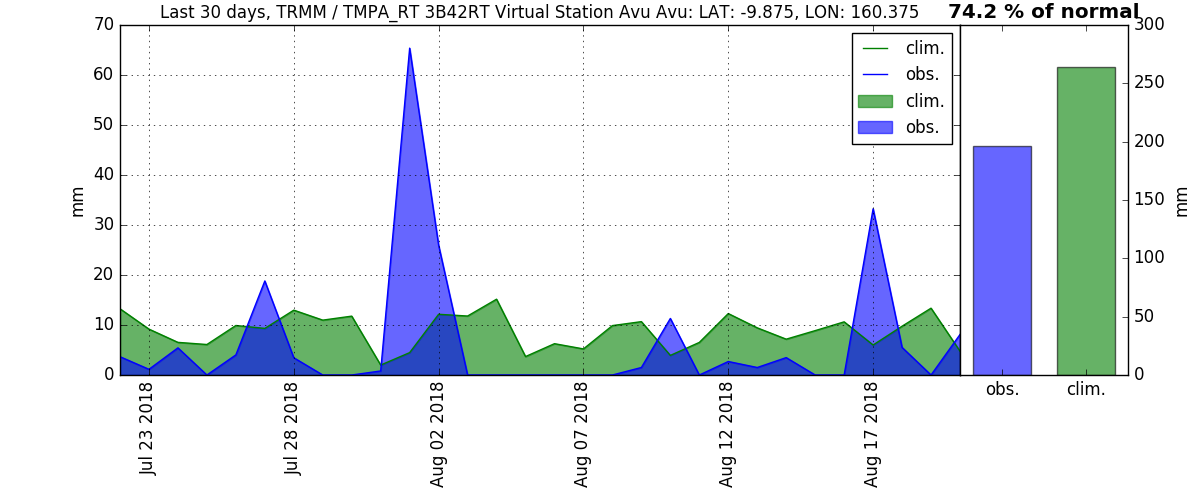 Last 30 days, TRMM / TMPA_RT 3B42RT Virtual Station Avu Avu: LAT: -9.875, LON: 160.375
74.2 % of normal
70
60
50
40
30
20
10
0
mm
clim.
obs.
clim.
obs.
Jul 23 2018
Jul 28 2018
Aug 02 2018
Aug 07 2018
Aug 12 2018
Aug 17 2018
300
250
200
150
100
50
0
mm
obs.
clim.